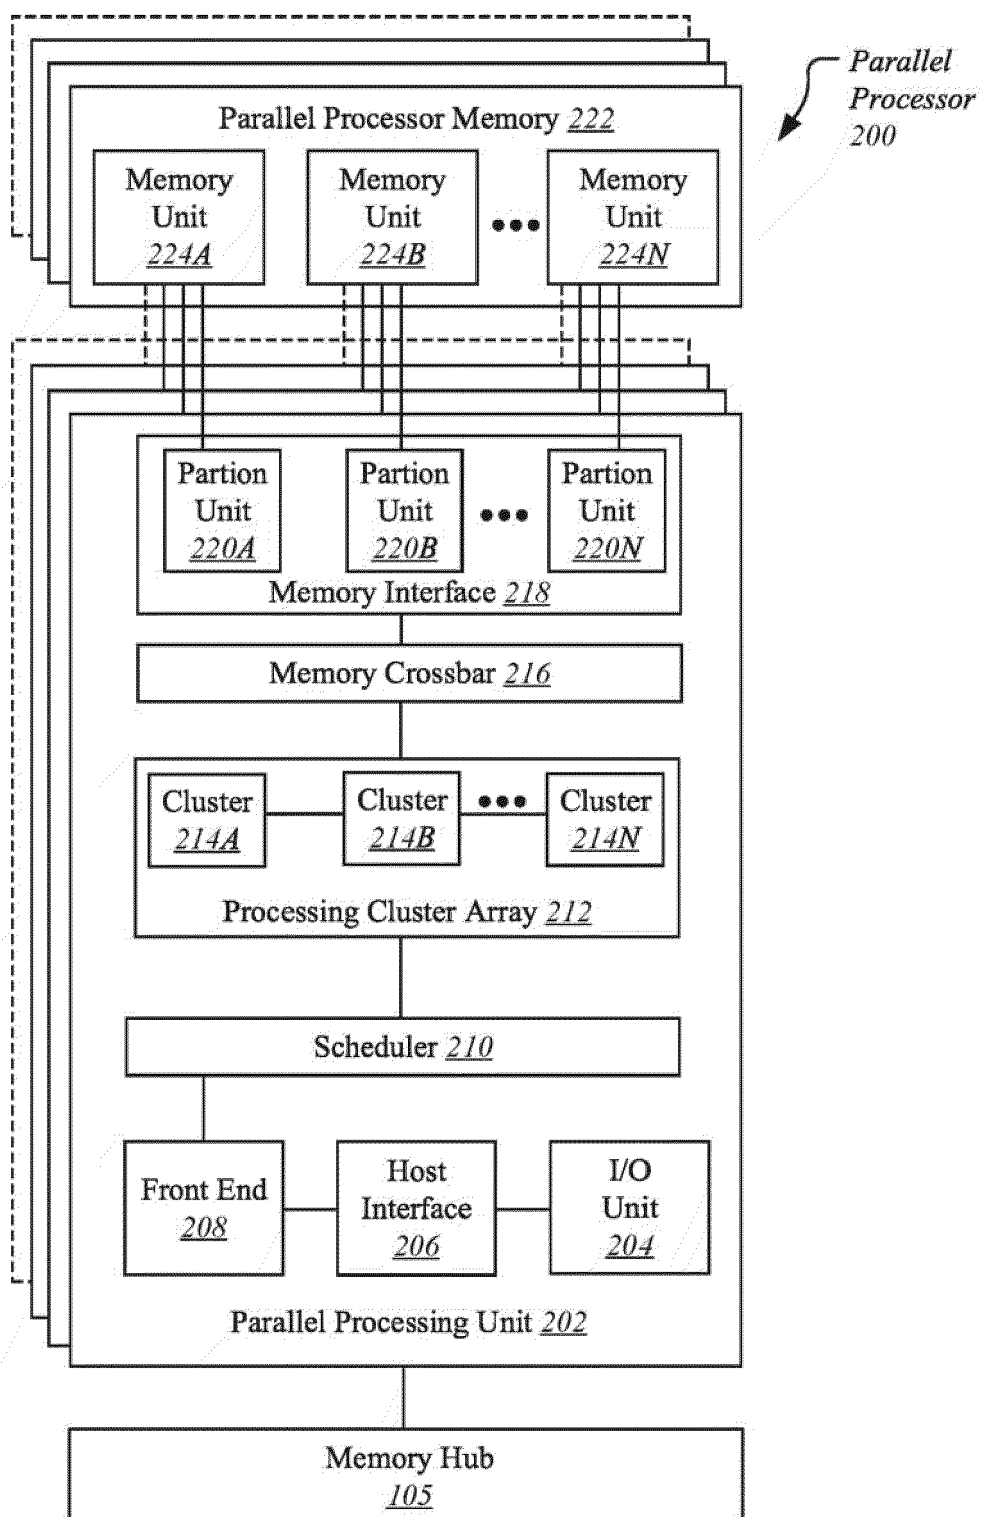 Parallel
Processor
200
Parallel Processor Memory 222
Memory
Unit
224A
Memory
Unit
224B
Memory
Unit
224N
Partion
Unit
220A
Partion
Unit
220B
Partion
Unit
220N
Memory Interface 218
Memory Crossbar 216
Cluster
214A
Cluster
214B
Cluster
214N
Processing Cluster Array 212
Scheduler 210
Front End
208
Host
Interface
206
I/O
Unit
204
Parallel Processing Unit 202
Memory Hub
105